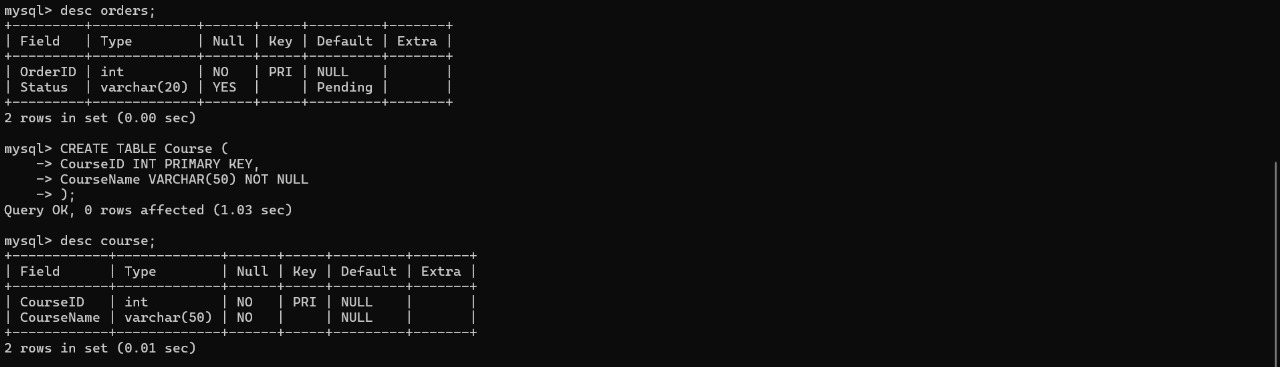 mysql> desc orders;
+---------+-------------+------+-----+---------+-------+
| Field   | Type        | Null | Key | Default | Extra |
+---------+-------------+------+-----+---------+-------+
| OrderID | int         | NO   | PRI | NULL    |       |
| Status  | varchar(20) | YES  |     | Pending |       |
+---------+-------------+------+-----+---------+-------+
2 rows in set (0.00 sec)
mysql> CREATE TABLE Course (
    -> CourseID INT PRIMARY KEY,
    -> CourseName VARCHAR(50) NOT NULL
    -> );
Query OK, 0 rows affected (1.03 sec)
mysql> desc course;
+------------+-------------+------+-----+---------+-------+
| Field      | Type        | Null | Key | Default | Extra |
+------------+-------------+------+-----+---------+-------+
| CourseID   | int         | NO   | PRI | NULL    |       |
| CourseName | varchar(50) | NO   |     | NULL    |       |
+------------+-------------+------+-----+---------+-------+
2 rows in set (0.01 sec)